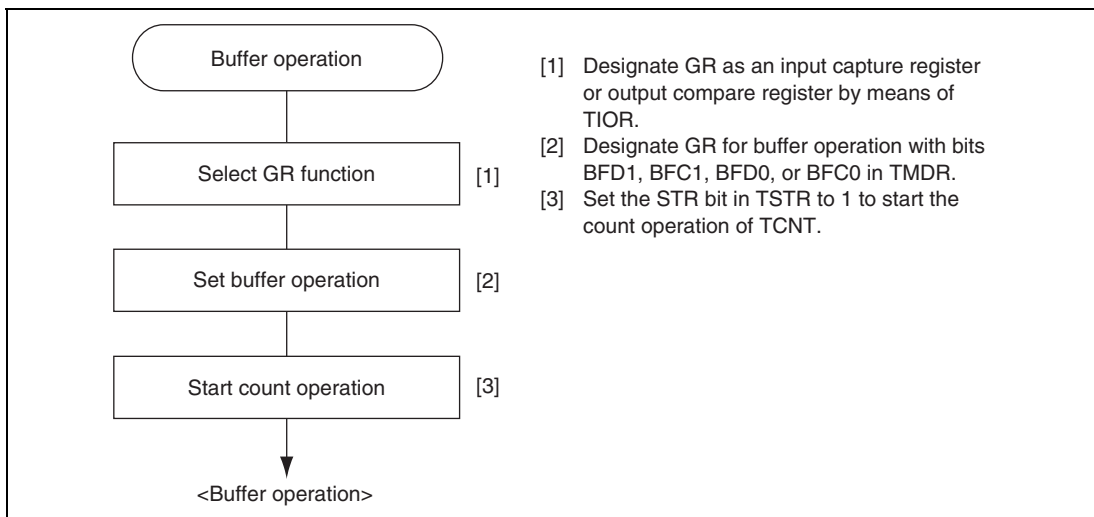 Buffer operation
Select GR function
[1]
Set buffer operation
[2]
Start count operation
[3]
<Buffer operation>
[1] Designate GR as an input capture register
or output compare register by means of
TIOR.
[2] Designate GR for buffer operation with bits
BFD1, BFC1, BFD0, or BFC0 in TMDR.
[3] Set the STR bit in TSTR to 1 to start the
count operation of TCNT.